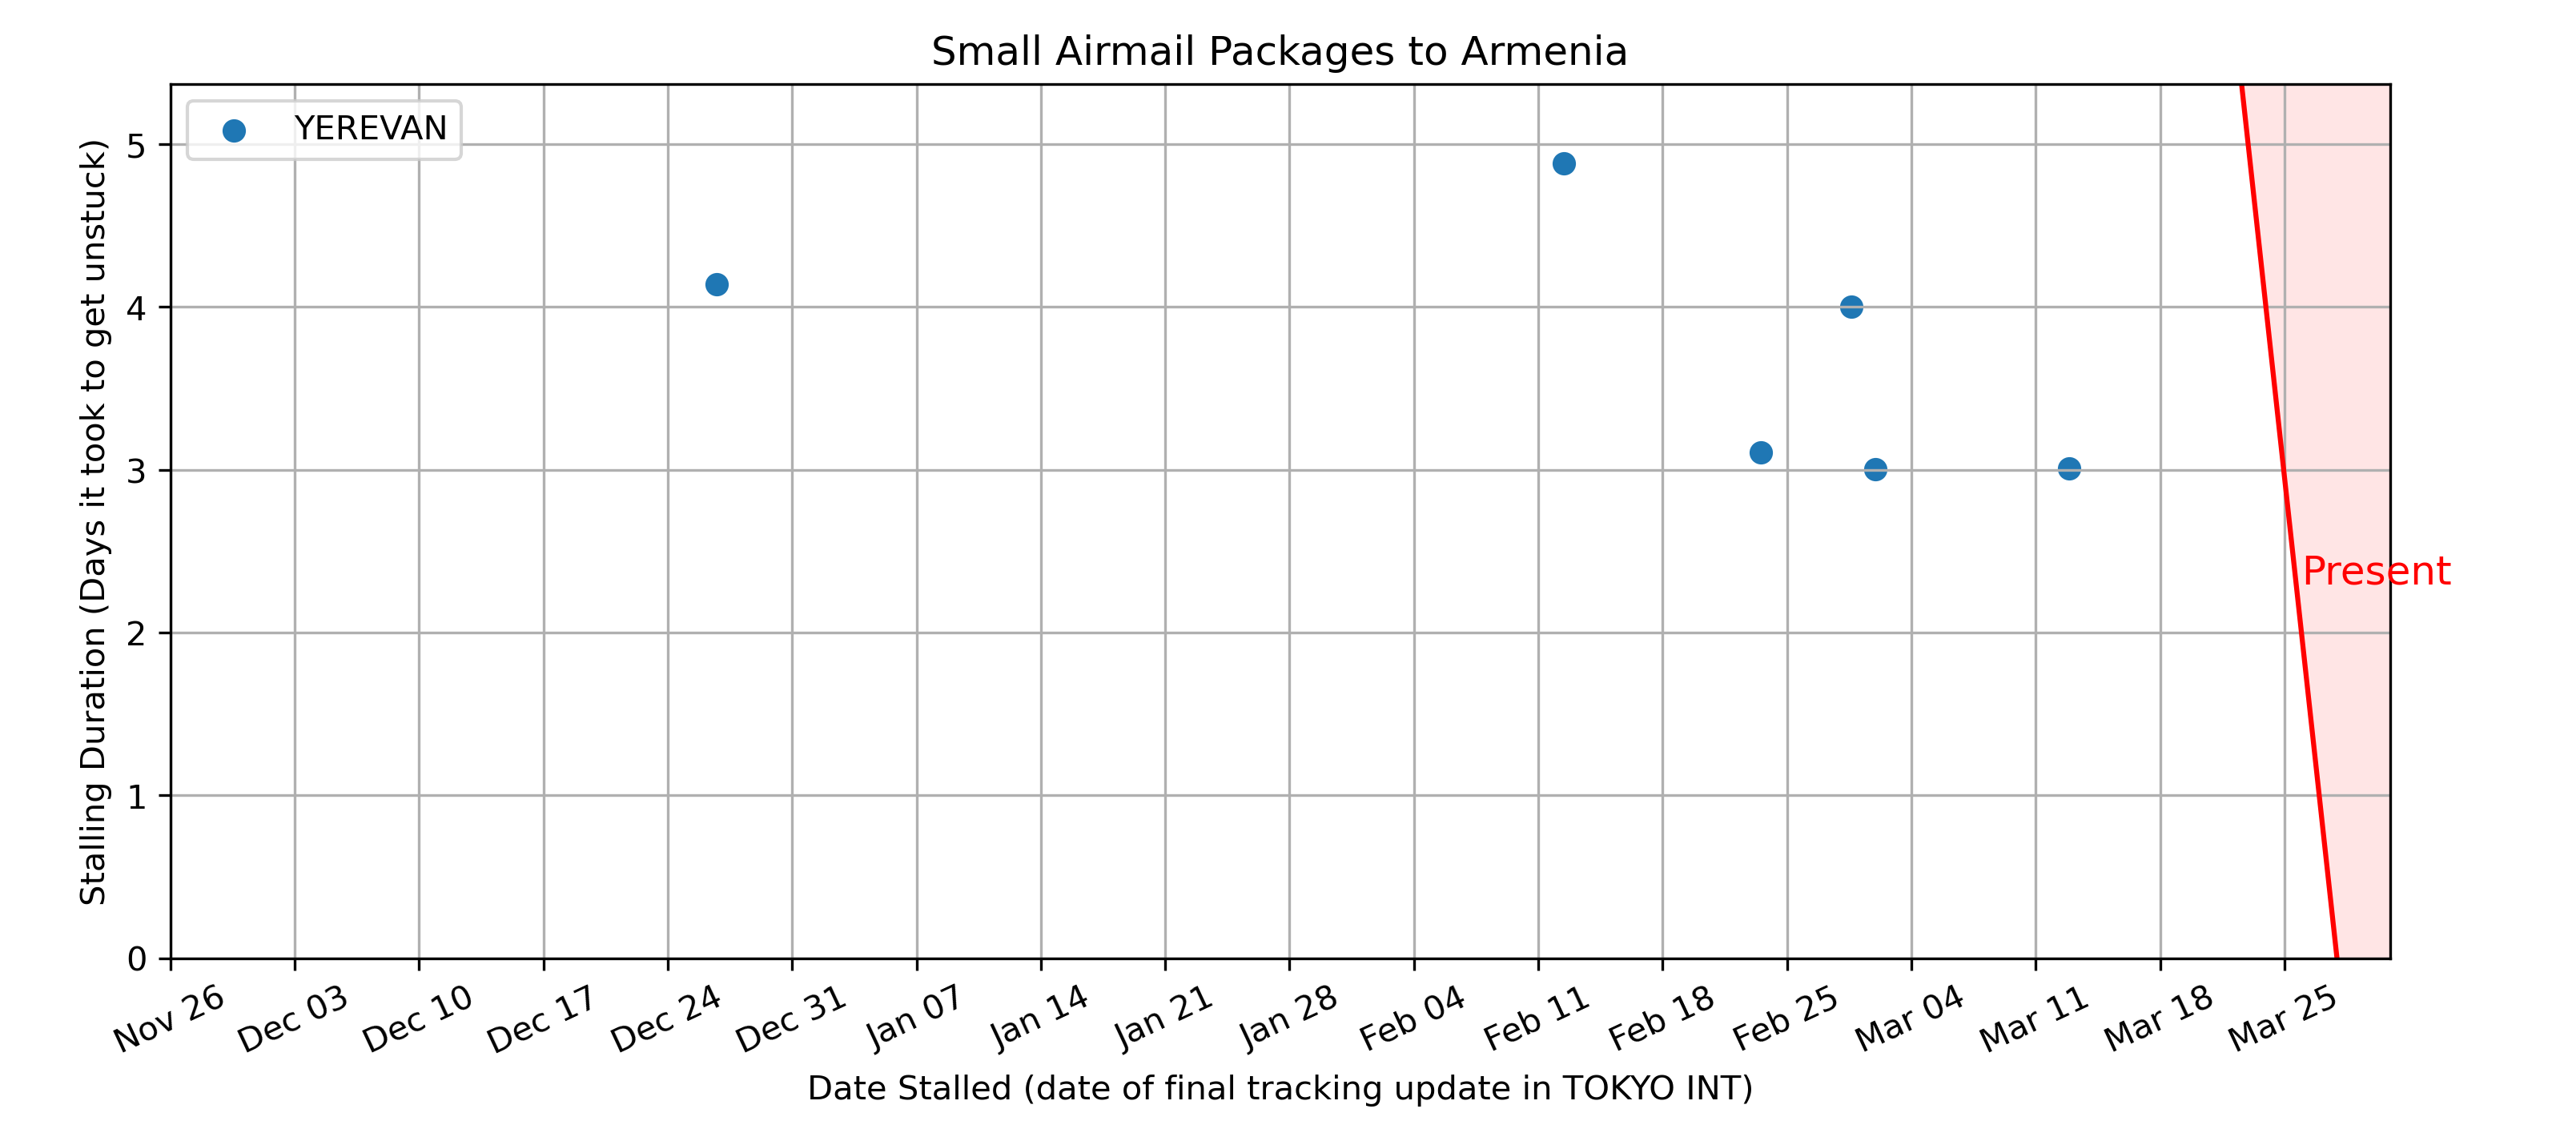 Small Airmail Packages to Armenia
YEREVAN
Stalling Duration (Days it took to get unstuck)
5
4
3
2
1
0
Present
Nov 26 Dec 03 Dec 10 Dec 17 Dec 24 Dec 31 Jan 07 Jan 14 Jan 21 Jan 28 Feb 04 Feb 11 Feb 18 Feb 25 Mar 04 Mar 11 Mar 18 Mar 25
Date Stalled (date of final tracking update in TOKYO INT)